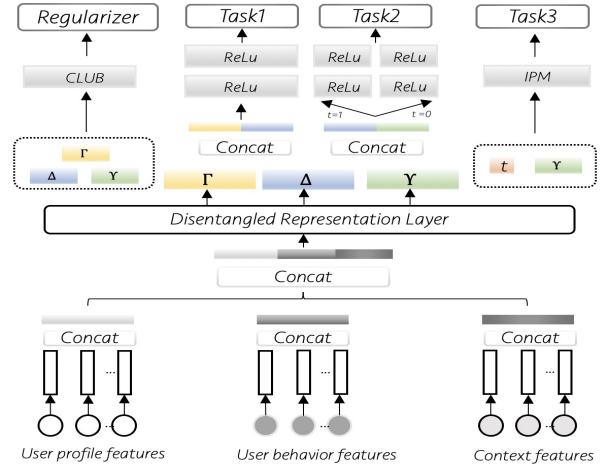 Regularizer Task1 Task2 Task3
ReLu ReLu ReLu
CLUB ReLu ReLu ReLu IPM
t=1 t =0
Γ Concat Concat
Δ ϒ t ϒ
Γ Δ ϒ
Disentangled Representation Layer
Concat
Concat Concat Concat
... ... ...
... ... ...
User profile features User behavior features Context features